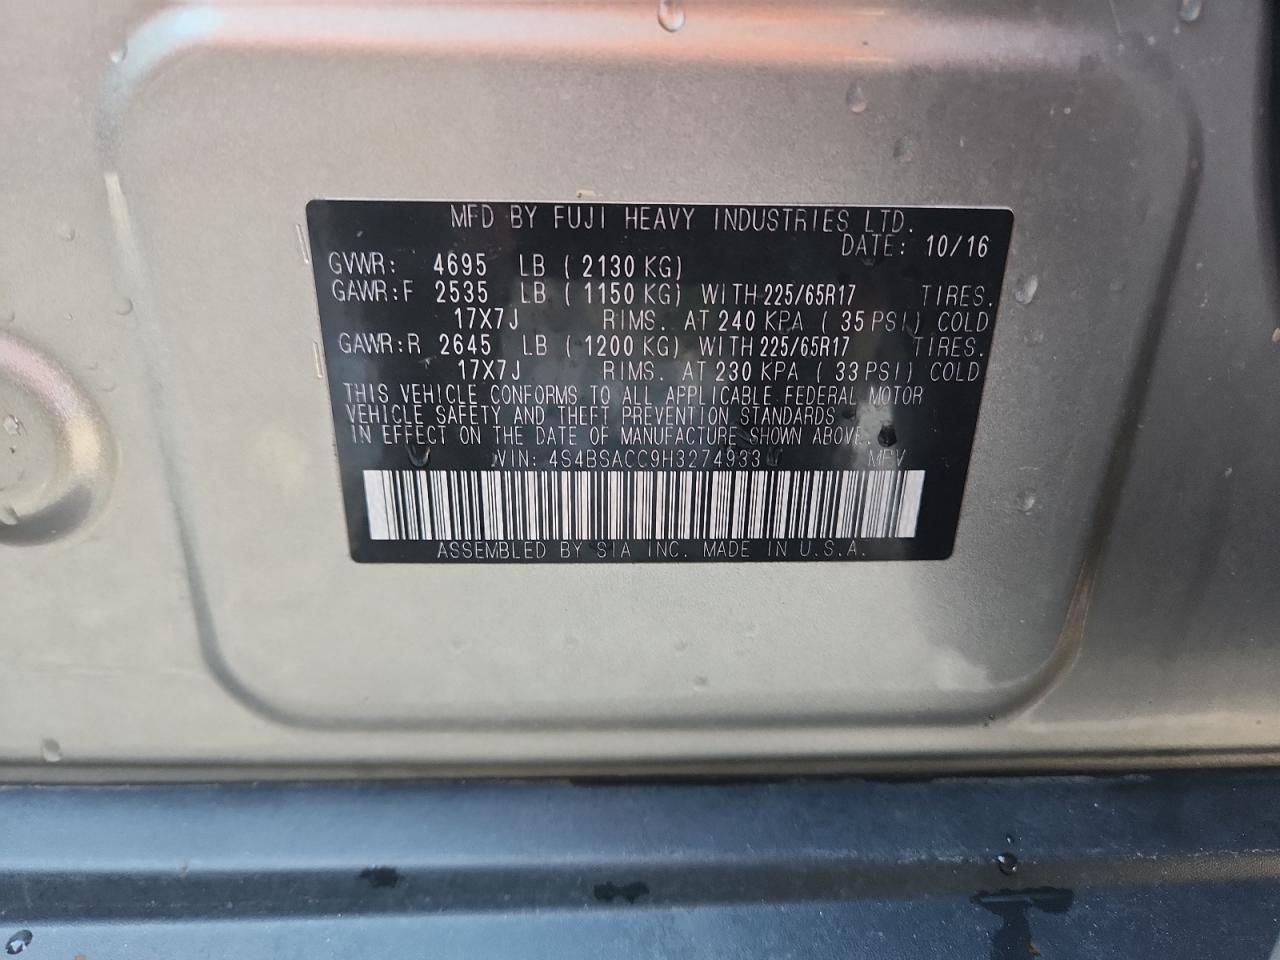 MFD BY FUJI HEAVY INDUSTRIES LTD.
DATE: 10/16
GVWR: 4695 LB ( 2130 KG)
GAWR:F 2535 LB ( 1150 KG) WITH 225/65R17 TIRES.
17X7J RIMS. AT 240 KPA ( 35 PSI) COLD
GAWR:R 2645 LB ( 1200 KG) WITH 225/65R17 TIRES.
17X7J RIMS. AT 230 KPA ( 33 PSI) COLD
THIS VEHICLE CONFORMS TO ALL APPLICABLE FEDERAL MOTOR
VEHICLE SAFETY AND THEFT PREVENTION STANDARDS
IN EFFECT ON THE DATE OF MANUFACTURE SHOWN ABOVE.
VIN: 4S4BSACC9H3274933 MPV
ASSEMBLED BY SIA INC. MADE IN U.S.A.